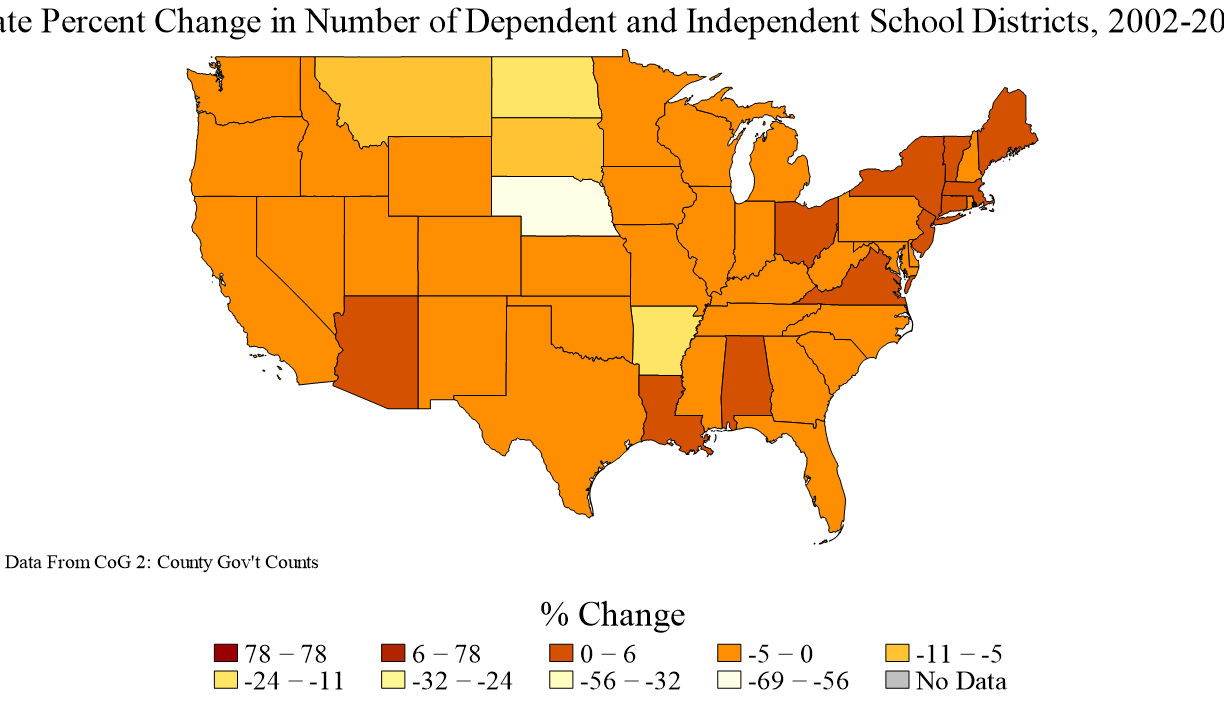 ate Percent Change in Number of Dependent and Independent School Districts, 2002-20
Data From CoG 2: County Gov't Counts
% Change
78 – 78 6 – 78 0 – 6 -5 – 0 -11 – -5
-24 – -11 -32 – -24 -56 – -32 -69 – -56 No Data